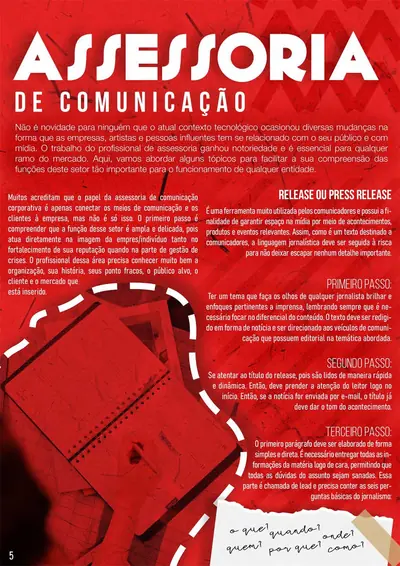 ASSESSORIA
DE COMUNICAÇÃO
Não é novidade para ninguém que o atual contexto tecnológico ocasionou diversas mudanças na
forma que as empresas, artistas e pessoas influentes tem se relacionado com o seu público e com
mídia. O trabalho do profissional de assessoria ganhou notoriedade e é essencial para qualquer
ramo do mercado. Aqui, vamos abordar alguns tópicos para facilitar a sua compreensão das
funções deste setor tão importante para o funcionamento de qualquer entidade.
Muitos acreditam que o papel da assessoria de comunicação
corporativa é apenas conectar os meios de comunicação e os
clientes à empresa, mas não é só isso. O primeiro passo é
compreender que a função desse setor é ampla e delicada, pois
atua diretamente na imagem da empres/indivíduo tanto no
fortalecimento de sua reputação quando na parte de gestão
de crises. O profissional dessa área precisa conhecer muito bem a
organização, sua história, seus ponto fracos, o público alvo, o
cliente e o mercado que
está inserido.
RELEASE OU PRESS RELEASE
É uma ferramenta muito utilizada pelos comunicadores e possui a fi-
nalidade de garantir espaço na mídia por meio de acontecimentos,
produtos e eventos relevantes. Assim, como é um texto destinado a
comunicadores, a linguagem jornalística deve ser seguida à risca
para não deixar escapar nenhum detalhe importante.
PRIMEIRO PASSO:
Ter um tema que faça os olhos de qualquer jornalista brilhar e
enfoques pertinentes a imprensa, lembrando sempre que é ne-
cessário focar no diferencial do conteúdo. O texto deve ser redigi-
do em forma de notícia e ser direcionado aos veículos de comuni-
cação que possuem editorial na temática abordada.
SEGUNDO PASSO:
Se atentar ao título do release, pois são lidos de maneira rápida
e dinâmica. Então, deve prender a atenção do leitor logo no
início. Então, se a notícia for enviada por e-mail, o título já
deve dar o tom do acontecimento.
TERCEIRO PASSO:
O primeiro parágrafo deve ser elaborado de forma
simples e direta. É necessário entregar todas as in-
formações da matéria logo de cara, permitindo que
todas as dúvidas do assunto sejam sanadas. Essa
parte é chamada de lead e precisa conter as seis per-
guntas básicas do jornalismo:
o que? quando? onde?
quem? por que? como?
5